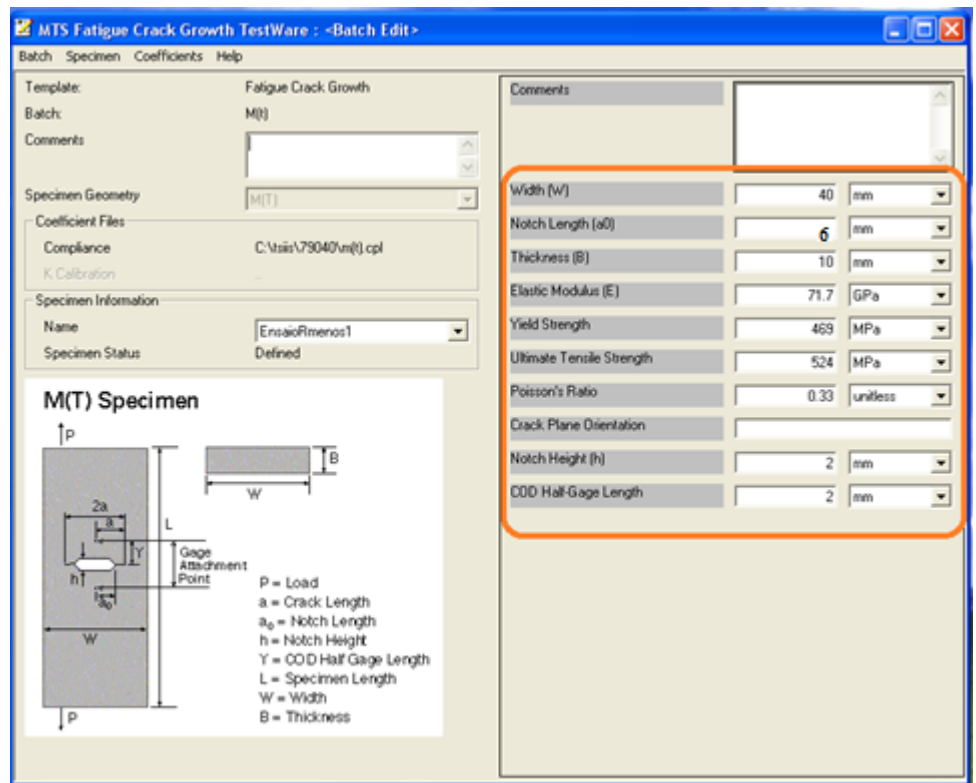 MTS Fatigue Crack Growth TestWare : <Batch Edit>
Batch Specimen Coefficients Help
Template: Fatigue Crack Growth
Batch: M(t)
Comments
Specimen Geometry M(T)
Coefficient Files
Compliance C:\tsiis\79040\m(t).cpl
K Calibration ...
Specimen Information
Name EnsaioRmenos1
Specimen Status Defined
M(T) Specimen
P
B
W
2a
a
L
Y
Gage
Attachment
Point
h
a₀
W
P
P = Load
a = Crack Length
a₀ = Notch Length
h = Notch Height
Y = COD Half Gage Length
L = Specimen Length
W = Width
B = Thickness
Comments
Width (W) 40 mm
Notch Length (a0) 6 mm
Thickness (B) 10 mm
Elastic Modulus (E) 71.7 GPa
Yield Strength 469 MPa
Ultimate Tensile Strength 524 MPa
Poisson's Ratio 0.33 unitless
Crack Plane Orientation
Notch Height (h) 2 mm
COD Half-Gage Length 2 mm